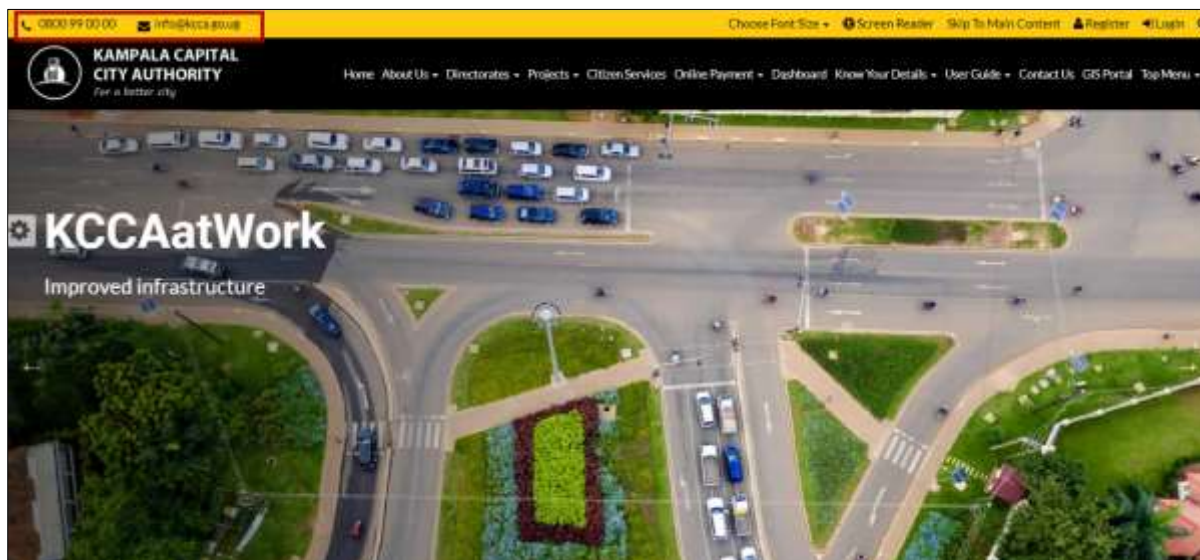 0800 99 00 00 info@kcca.go.ug Choose Font Size Screen Reader Skip To Main Content Register Login
KAMPALA CAPITAL
CITY AUTHORITY
For a better city
Home About Us Directorates Projects Citizen Services Online Payment Dashboard Know Your Details User Guide Contact Us GIS Portal Top Menu
KCCAatWork
Improved infrastructure